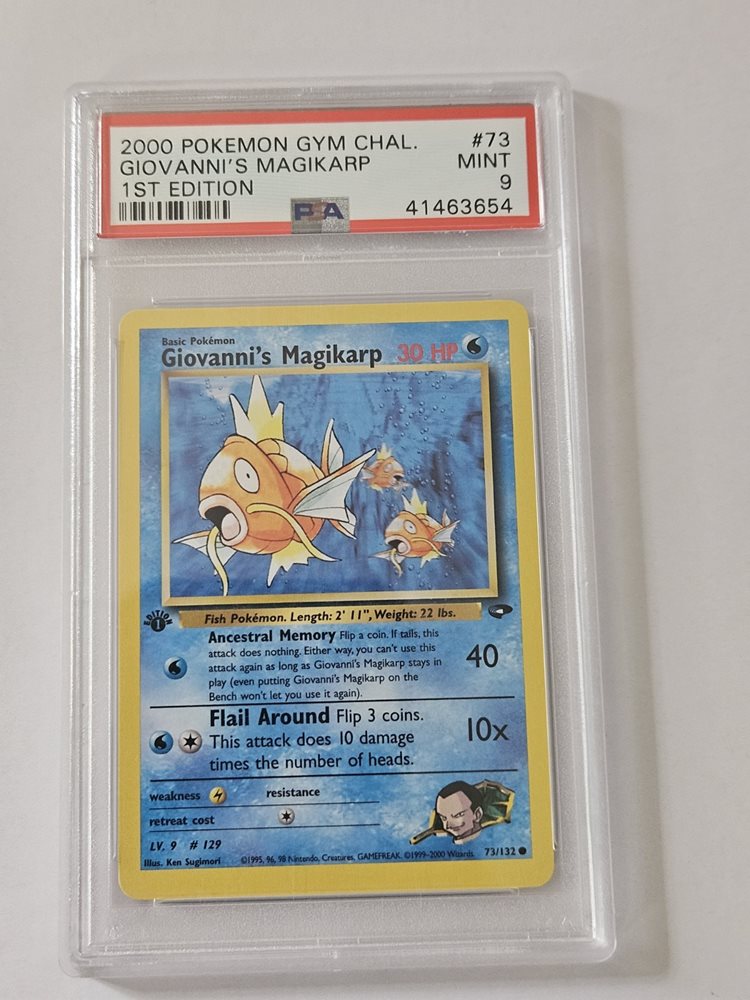 2000 POKEMON GYM CHAL. #73
GIOVANNI'S MAGIKARP MINT
1ST EDITION 9
PSA 41463654
Basic Pokémon
Giovanni's Magikarp 30 HP
EDITION 1
Fish Pokémon. Length: 2' 11", Weight: 22 lbs.
Ancestral Memory Flip a coin. If tails, this
attack does nothing. Either way, you can't use this
attack again as long as Giovanni's Magikarp stays in
play (even putting Giovanni's Magikarp on the
Bench won't let you use it again).
40
Flail Around Flip 3 coins.
This attack does 10 damage
times the number of heads.
10x
weakness resistance
retreat cost
LV. 9 # 129
Illus. Ken Sugimori ©1995, 96, 98 Nintendo, Creatures, GAMEFREAK. ©1999-2000 Wizards. 73/132